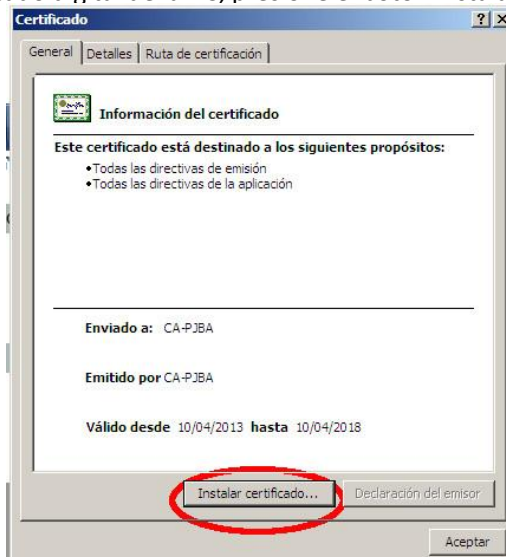 Certificado
General Detalles Ruta de certificación
Información del certificado
Este certificado está destinado a los siguientes propósitos:
•Todas las directivas de emisión
•Todas las directivas de la aplicación
Enviado a: CA-PJBA
Emitido por CA-PJBA
Válido desde 10/04/2013 hasta 10/04/2018
Instalar certificado... Declaración del emisor
Aceptar